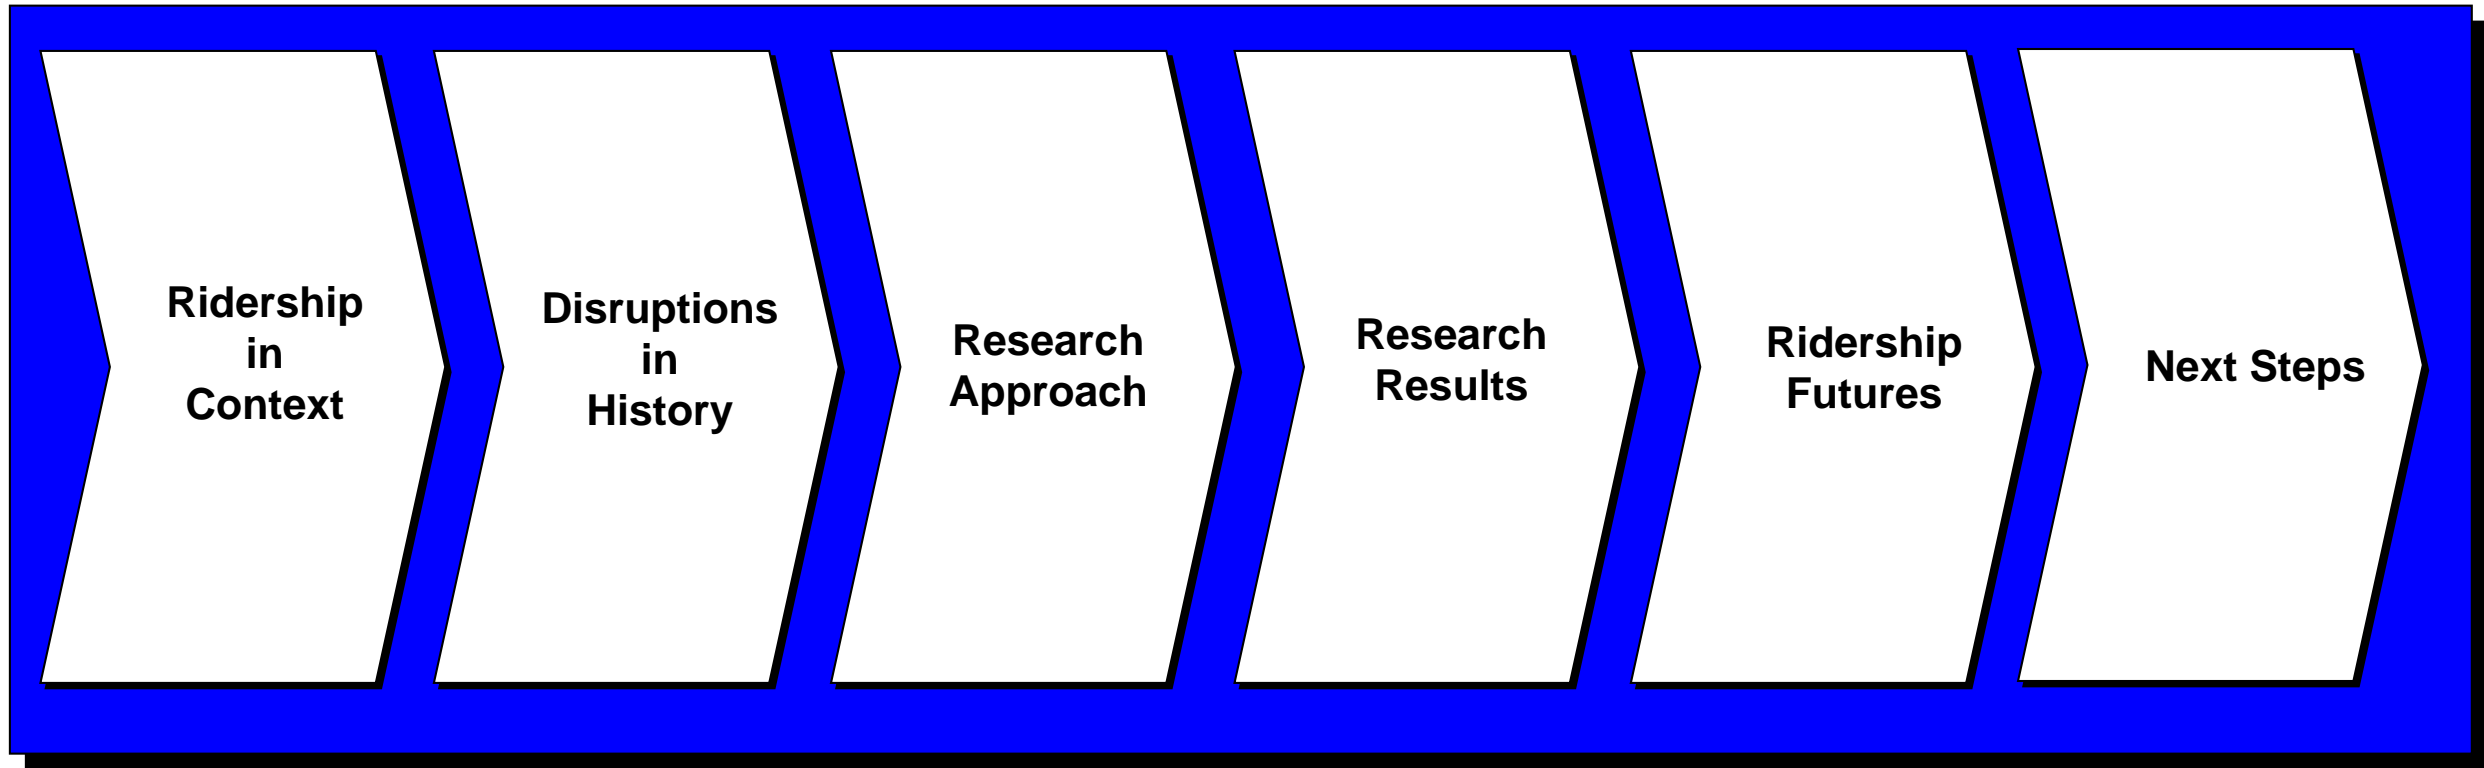 Ridership
in
Context
Disruptions
in
History
Research
Approach
Research
Results
Ridership
Futures
Next Steps